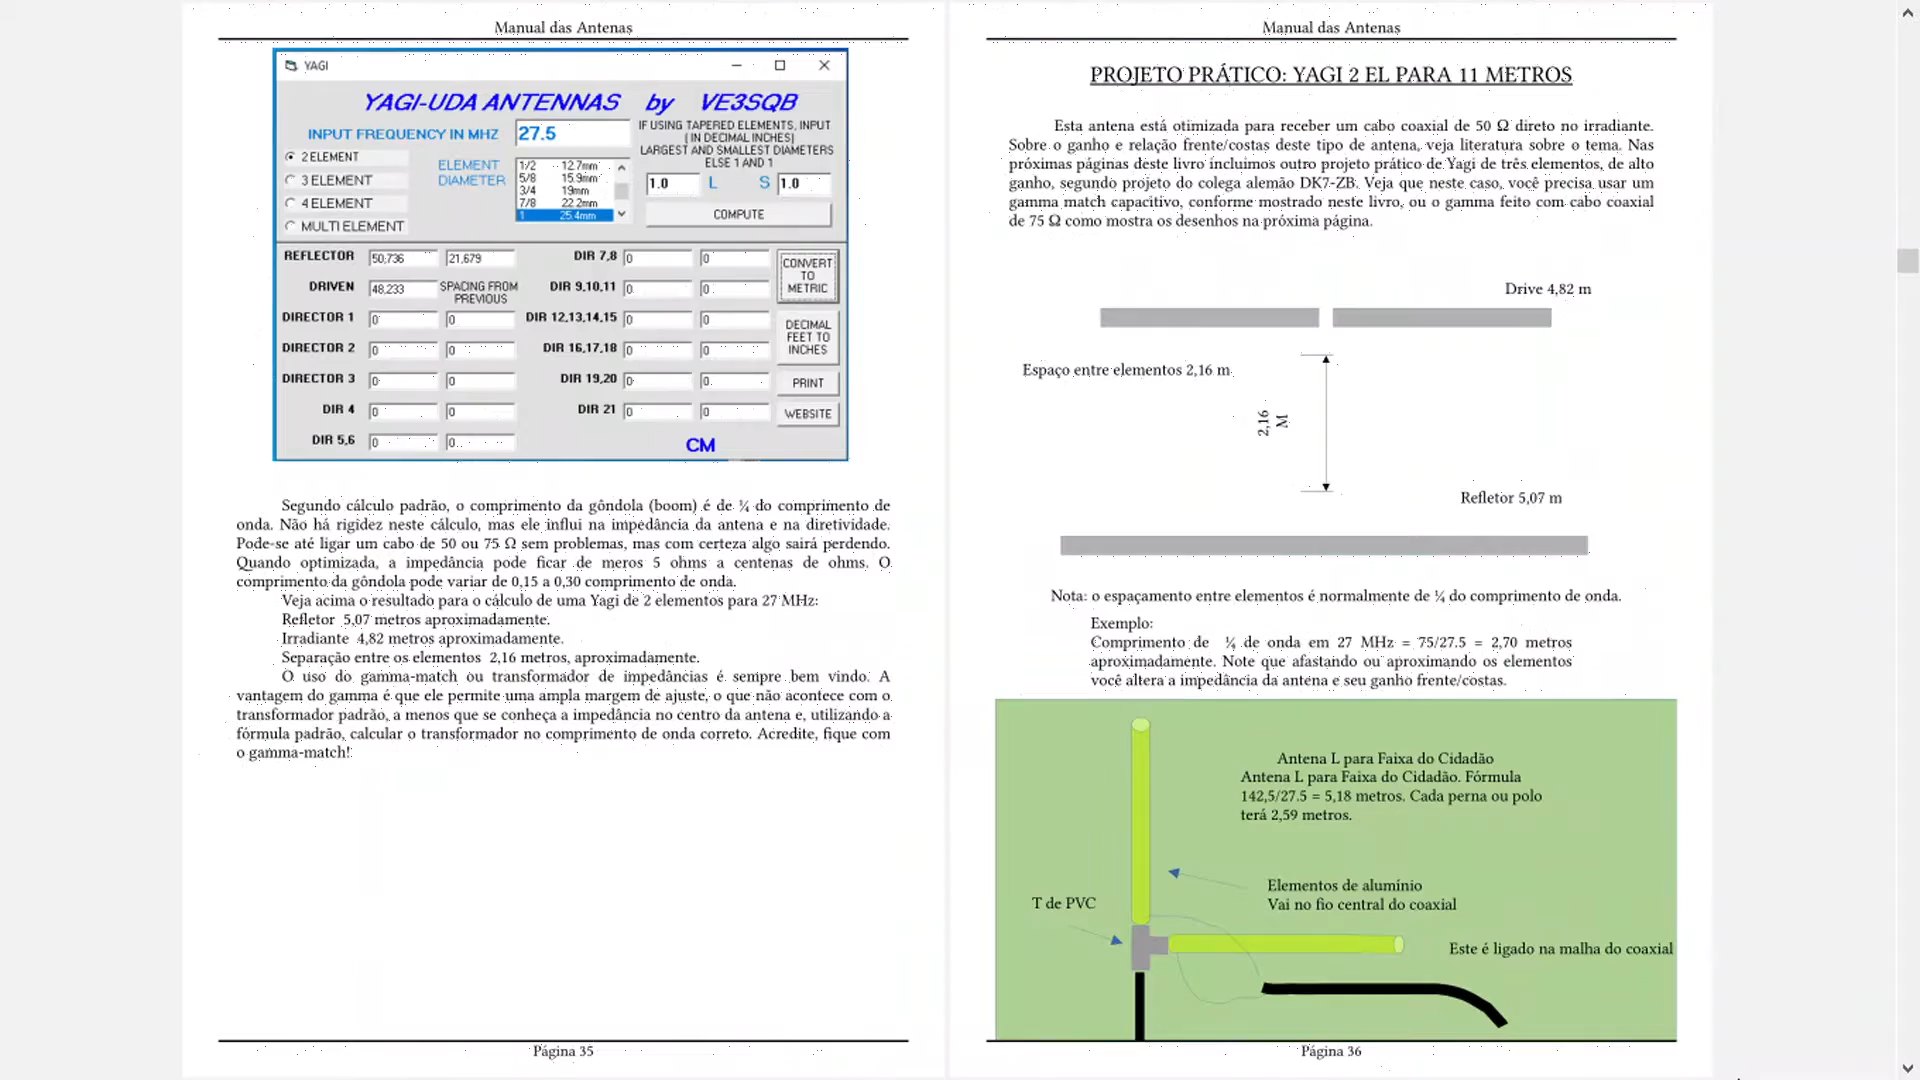 Manual das Antenas
YAGI
YAGI-UDA ANTENNAS by VE3SQB
INPUT FREQUENCY IN MHZ 27.5
IF USING TAPERED ELEMENTS, INPUT
( IN DECIMAL INCHES)
LARGEST AND SMALLEST DIAMETERS
ELSE 1 AND 1
2 ELEMENT
3 ELEMENT
4 ELEMENT
MULTI ELEMENT
ELEMENT
DIAMETER
1/2 12.7mm
5/8 15.9mm
3/4 19mm
7/8 22.2mm
1 25.4mm
1.0 L S 1.0
COMPUTE
REFLECTOR 50,736 21,679
DRIVEN 48,233 SPACING FROM
PREVIOUS
DIRECTOR 1 0 0
DIRECTOR 2 0 0
DIRECTOR 3 0 0
DIR 4 0 0
DIR 5,6 0 0
DIR 7,8 0 0
DIR 9,10,11 0 0
DIR 12,13,14,15 0 0
DIR 16,17,18 0 0
DIR 19,20 0 0
DIR 21 0 0
CONVERT
TO
METRIC
DECIMAL
FEET TO
INCHES
PRINT
WEBSITE
CM
Segundo cálculo padrão, o comprimento da gôndola (boom) é de ¼ do comprimento de
onda. Não há rigidez neste cálculo, mas ele influi na impedância da antena e na diretividade.
Pode-se até ligar um cabo de 50 ou 75 Ω sem problemas, mas com certeza algo sairá perdendo.
Quando optimizada, a impedância pode ficar de meros 5 ohms a centenas de ohms. O
comprimento da gôndola pode variar de 0,15 a 0,30 comprimento de onda.
Veja acima o resultado para o cálculo de uma Yagi de 2 elementos para 27 MHz:
Refletor 5,07 metros aproximadamente.
Irradiante 4,82 metros aproximadamente.
Separação entre os elementos 2,16 metros, aproximadamente.
O uso do gamma-match ou transformador de impedâncias é sempre bem vindo. A
vantagem do gamma é que ele permite uma ampla margem de ajuste, o que não acontece com o
transformador padrão, a menos que se conheça a impedância no centro da antena e, utilizando a
fórmula padrão, calcular o transformador no comprimento de onda correto. Acredite, fique com
o gamma-match!
Página 35
Manual das Antenas
PROJETO PRÁTICO: YAGI 2 EL PARA 11 METROS
Esta antena está otimizada para receber um cabo coaxial de 50 Ω direto no irradiante.
Sobre o ganho e relação frente/costas deste tipo de antena, veja literatura sobre o tema. Nas
próximas páginas deste livro incluimos outro projeto prático de Yagi de três elementos, de alto
ganho, segundo projeto do colega alemão DK7-ZB. Veja que neste caso, você precisa usar um
gamma match capacitivo, conforme mostrado neste livro, ou o gamma feito com cabo coaxial
de 75 Ω como mostra os desenhos na próxima página.
Drive 4,82 m
Espaço entre elementos 2,16 m
2,16
M
Refletor 5,07 m
Nota: o espaçamento entre elementos é normalmente de ¼ do comprimento de onda.
Exemplo:
Comprimento de ¼ de onda em 27 MHz = 75/27.5 = 2,70 metros
aproximadamente. Note que afastando ou aproximando os elementos
você altera a impedância da antena e seu ganho frente/costas.
Antena L para Faixa do Cidadão
Antena L para Faixa do Cidadão. Fórmula
142,5/27.5 = 5,18 metros. Cada perna ou polo
terá 2,59 metros.
Elementos de alumínio
Vai no fio central do coaxial
T de PVC
Este é ligado na malha do coaxial
Página 36